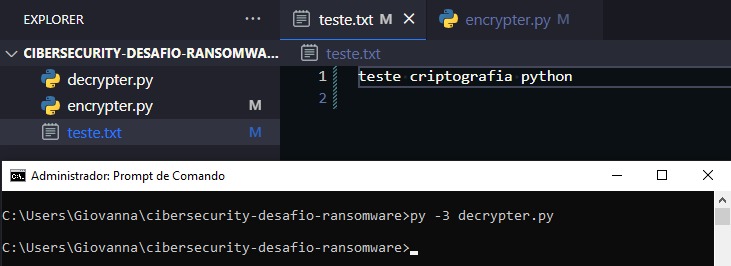 EXPLORER
teste.txt M
encrypter.py M
CIBERSECURITY-DESAFIO-RANSOMWA...
teste.txt
decrypter.py
1 teste criptografia python
encrypter.py M
2
teste.txt M
C:\. Administrador: Prompt de Comando
C:\Users\Giovanna\cibersecurity-desafio-ransomware>py -3 decrypter.py
C:\Users\Giovanna\cibersecurity-desafio-ransomware>